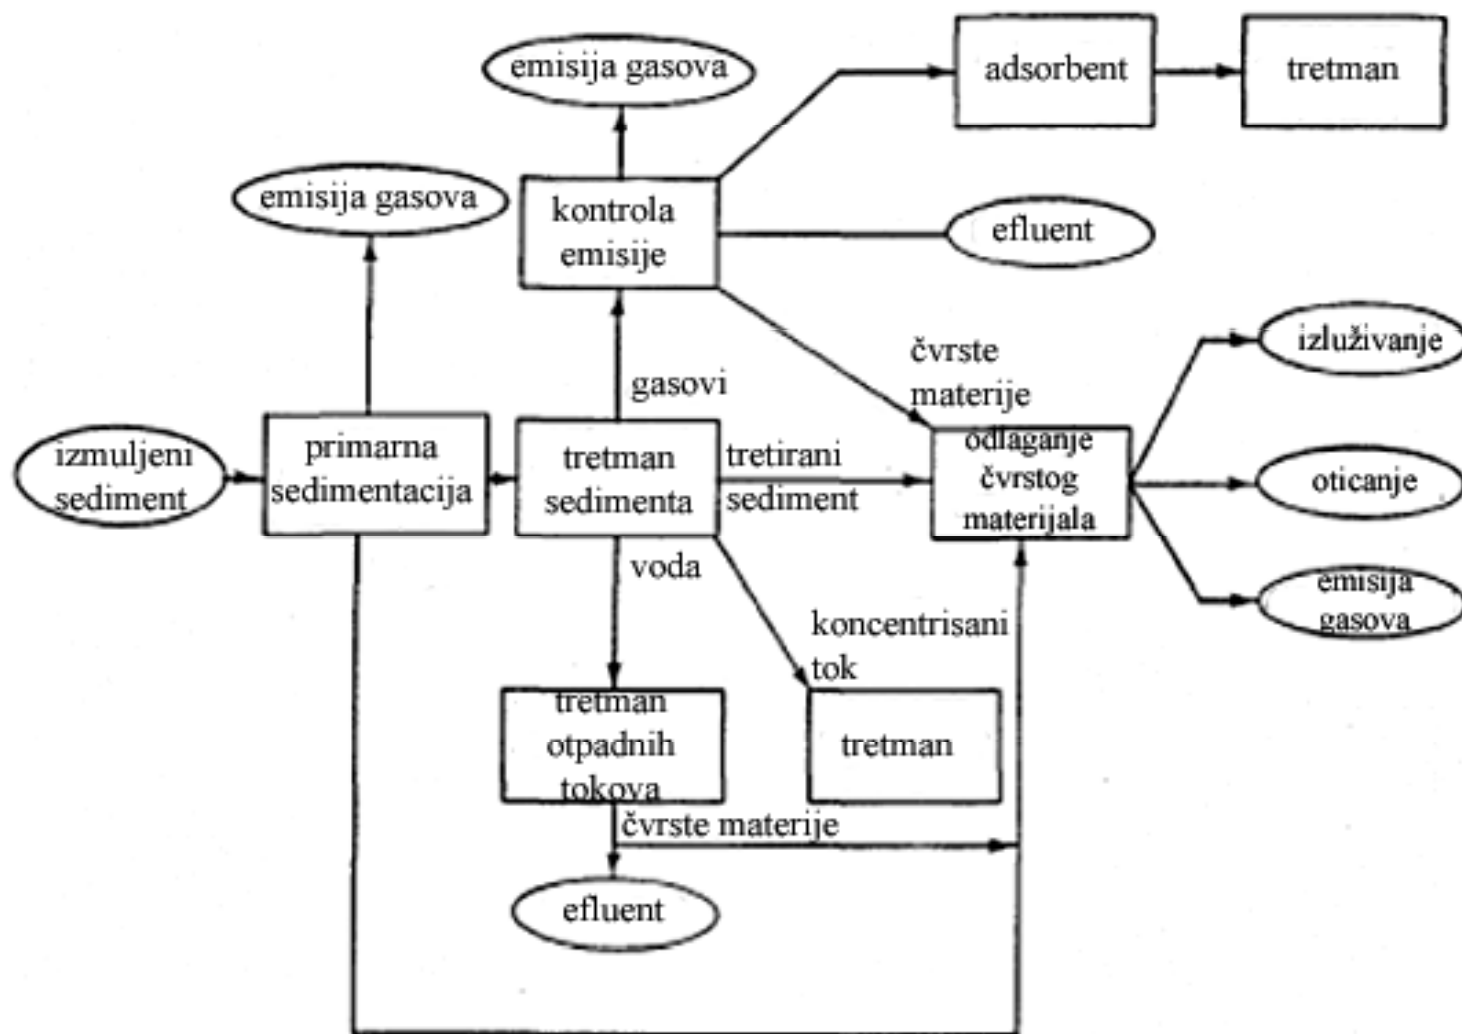 emisija gasova
adsorbent
tretman
emisija gasova
kontrola
emisije
efluent
čvrste
materije
izluživanje
gasovi
izmuljeni
sediment
primarna
sedimentacija
tretman
sedimenta
tretirani
sediment
odlaganje
čvrstog
materijala
oticanje
voda
emisija
gasova
koncentrisani
tok
tretman
otpadnih
tokova
tretman
čvrste materije
efluent